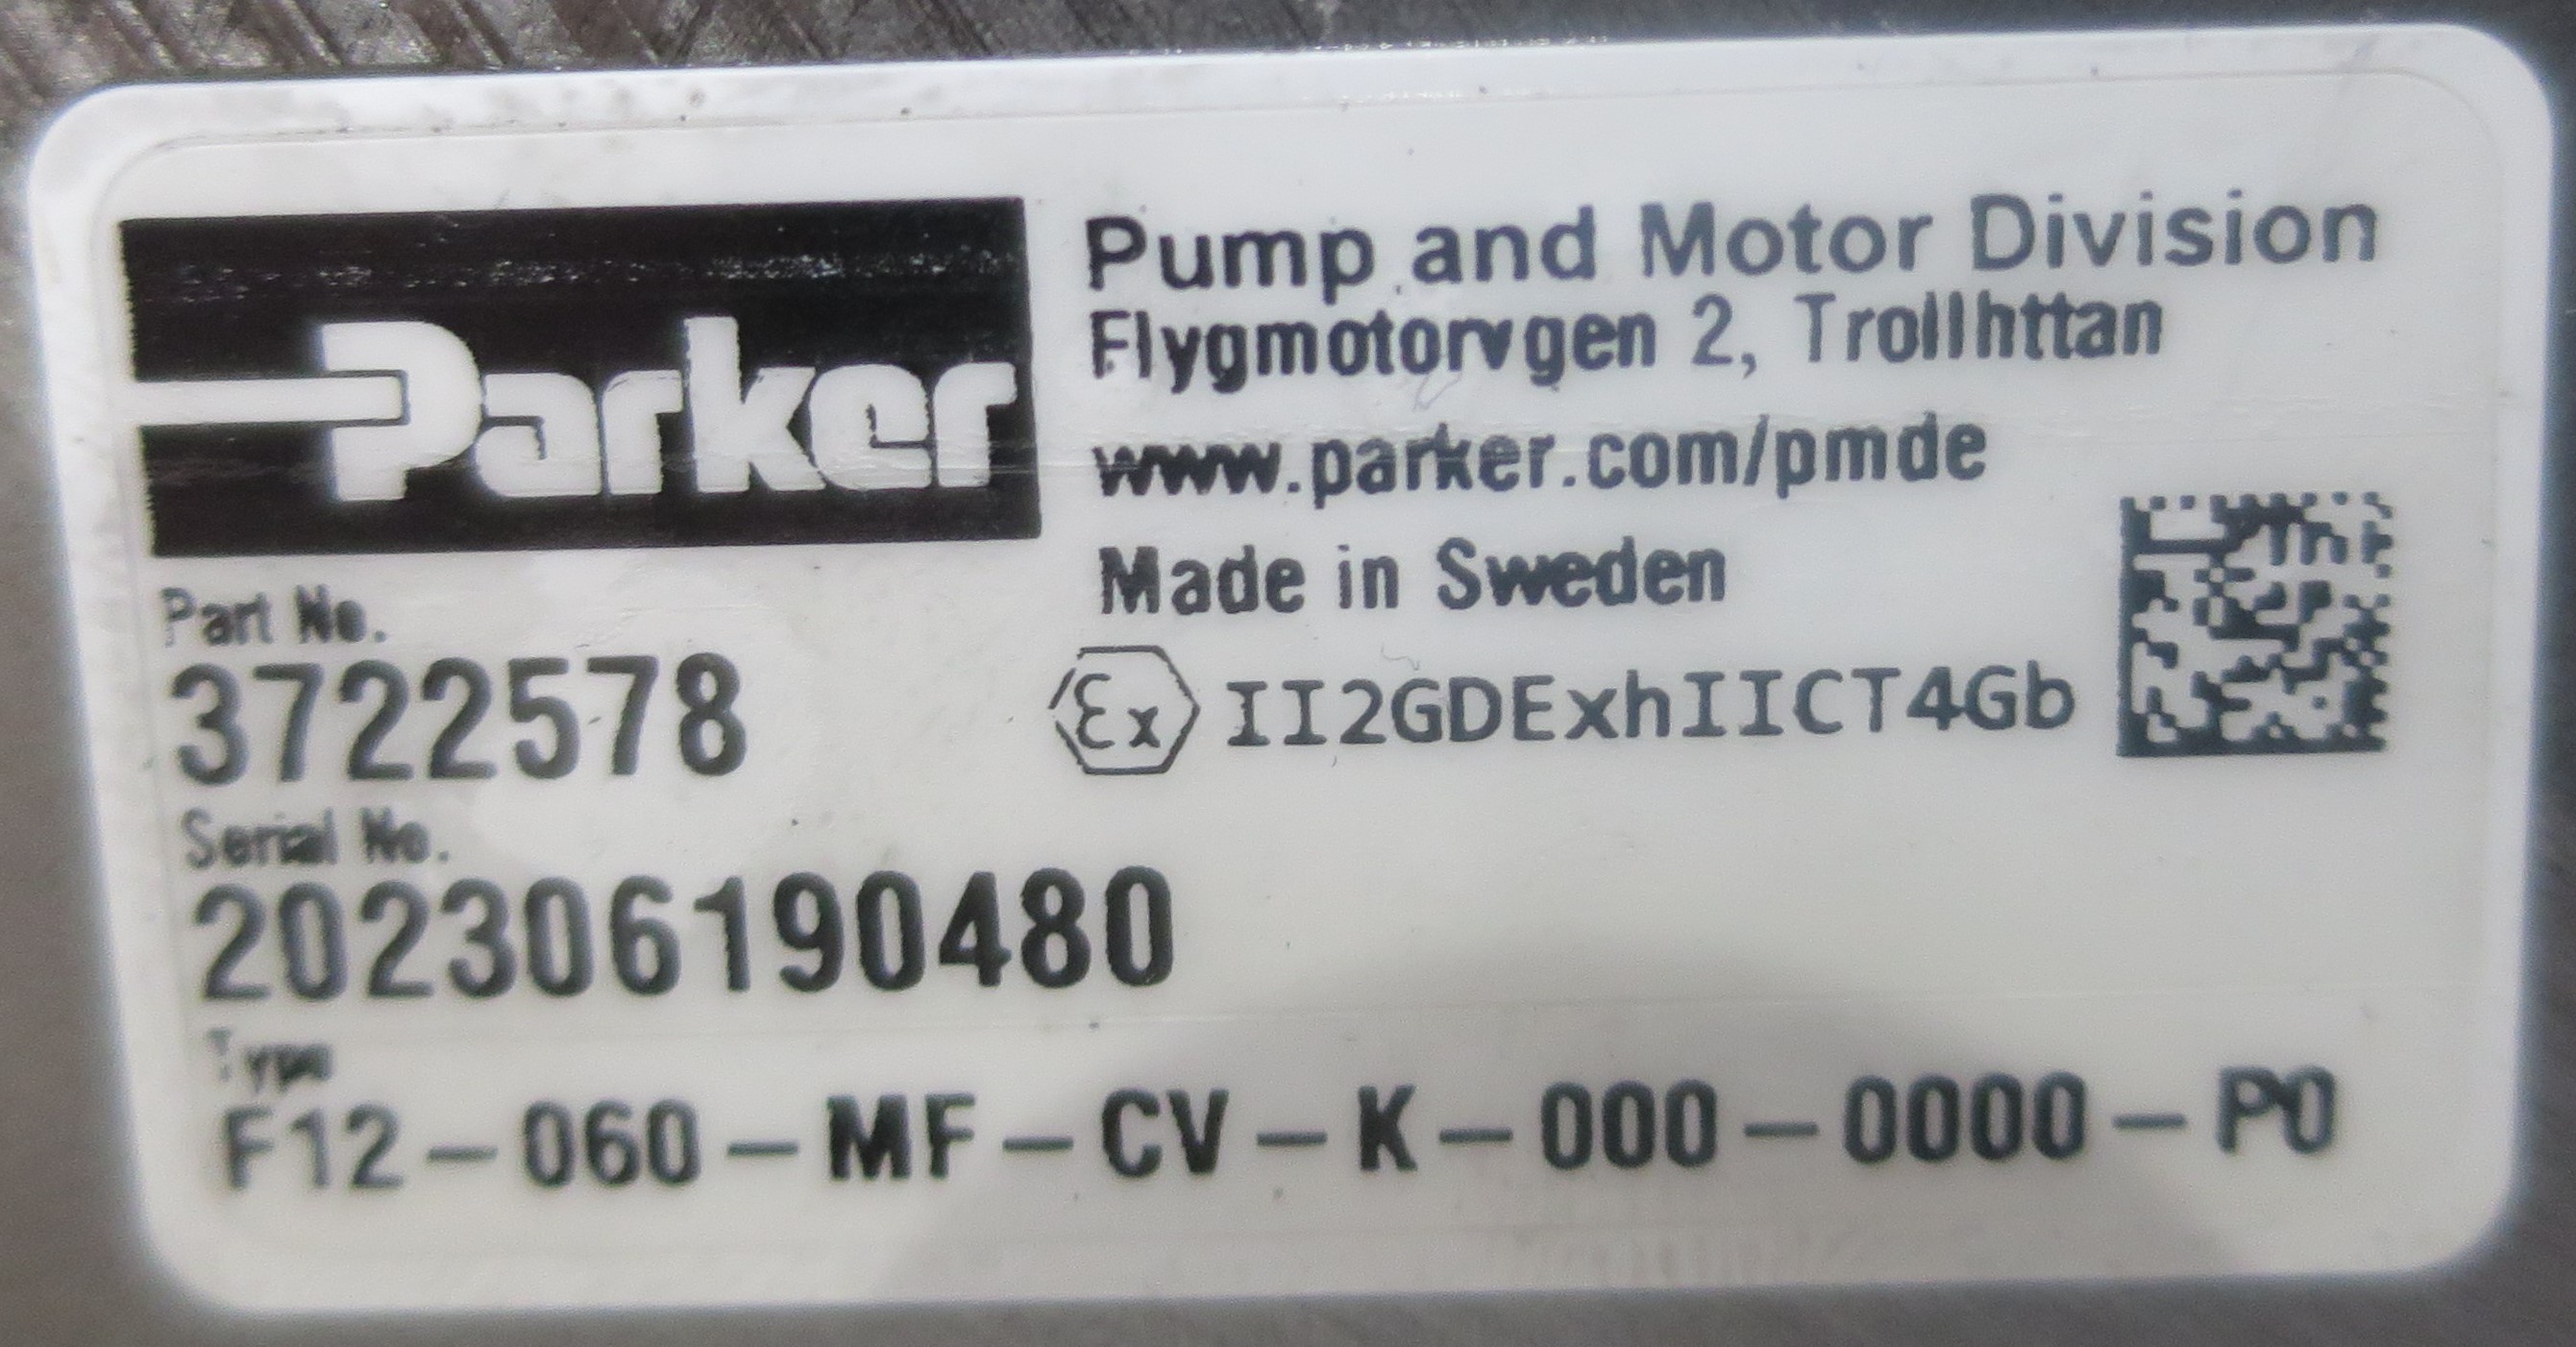 Parker
Pump and Motor Division
Flygmotorvgen 2, Trollhttan
www.parker.com/pmde
Made in Sweden
Part No.
3722578
Ex II2GDExhIICT4Gb
Serial No.
202306190480
Type
F12-060-MF-CV-K-000-0000-P0